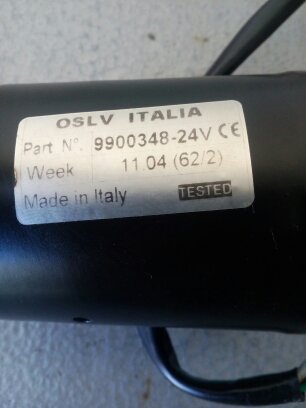 OSLV ITALIA
Part N°. 9900348-24V CE
Week 11.04 (62/2)
Made in Italy TESTED